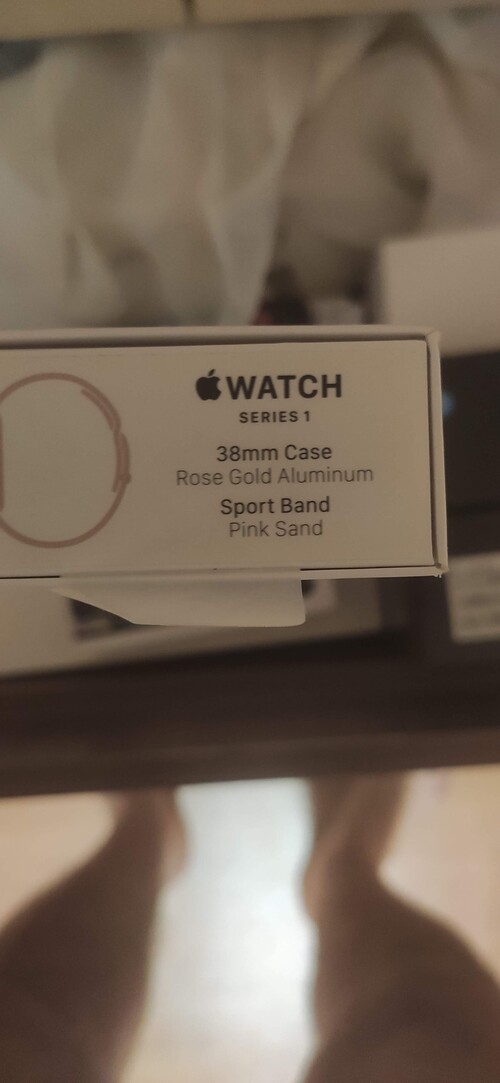 WATCH
SERIES 1
38mm Case
Rose Gold Aluminum
Sport Band
Pink Sand